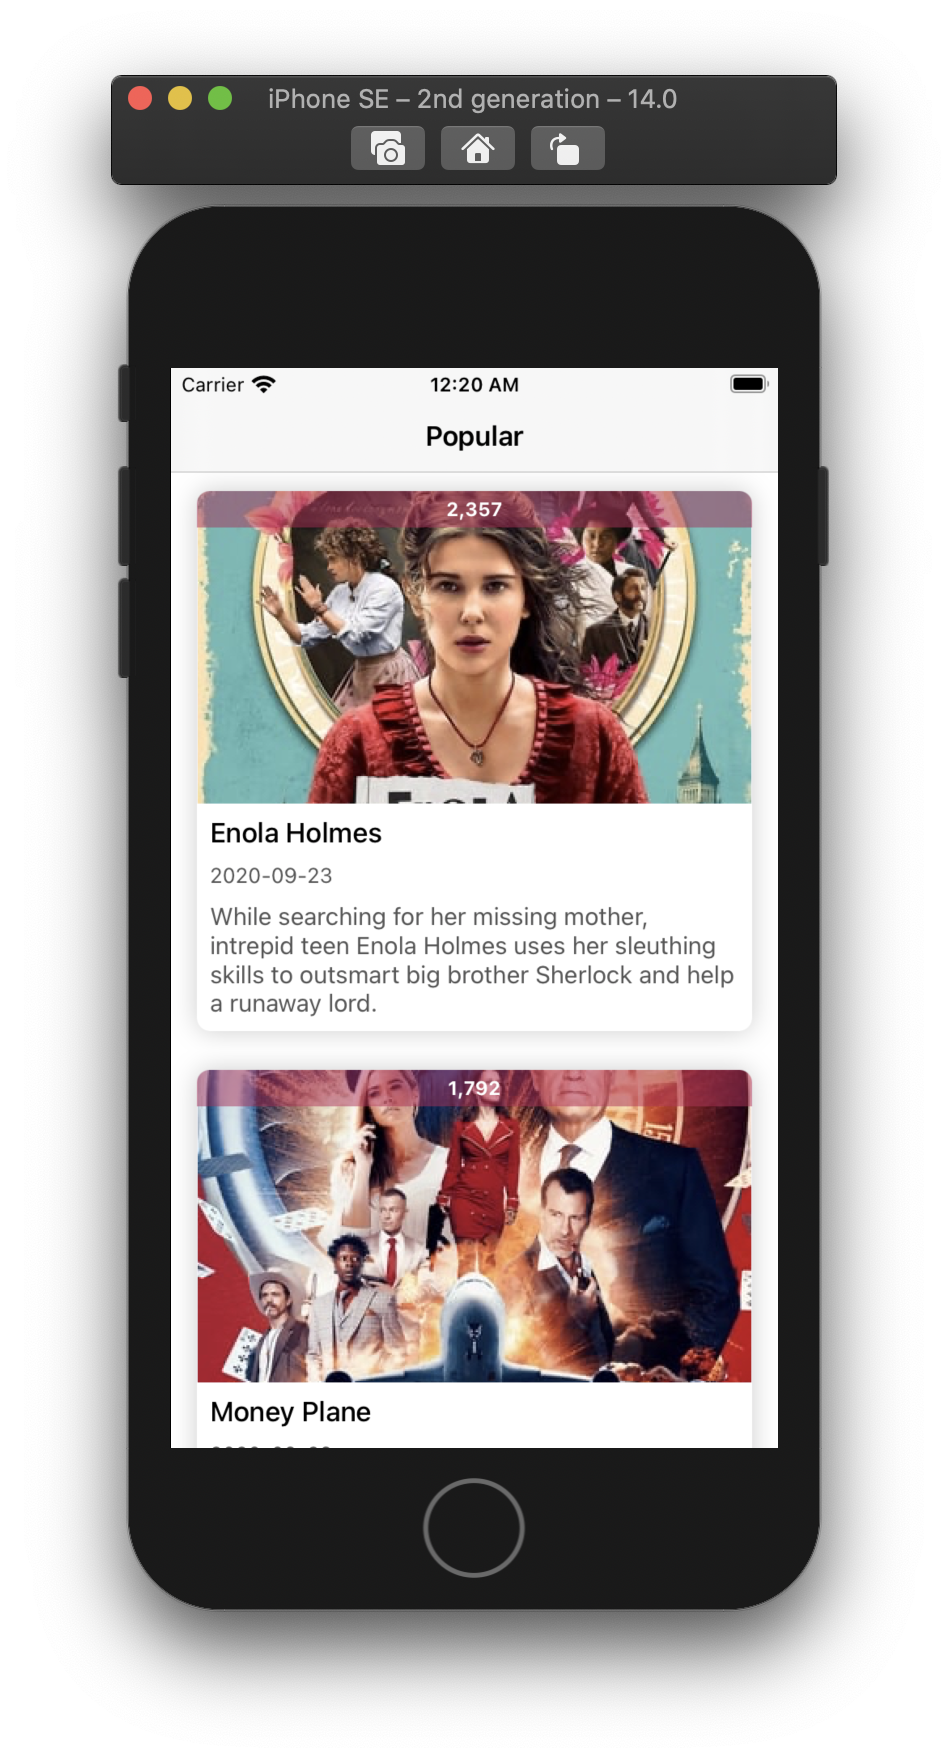 iPhone SE – 2nd generation – 14.0
Carrier
12:20 AM
Popular
2,357
Enola Holmes
2020-09-23
While searching for her missing mother,
intrepid teen Enola Holmes uses her sleuthing
skills to outsmart big brother Sherlock and help
a runaway lord.
1,792
Money Plane